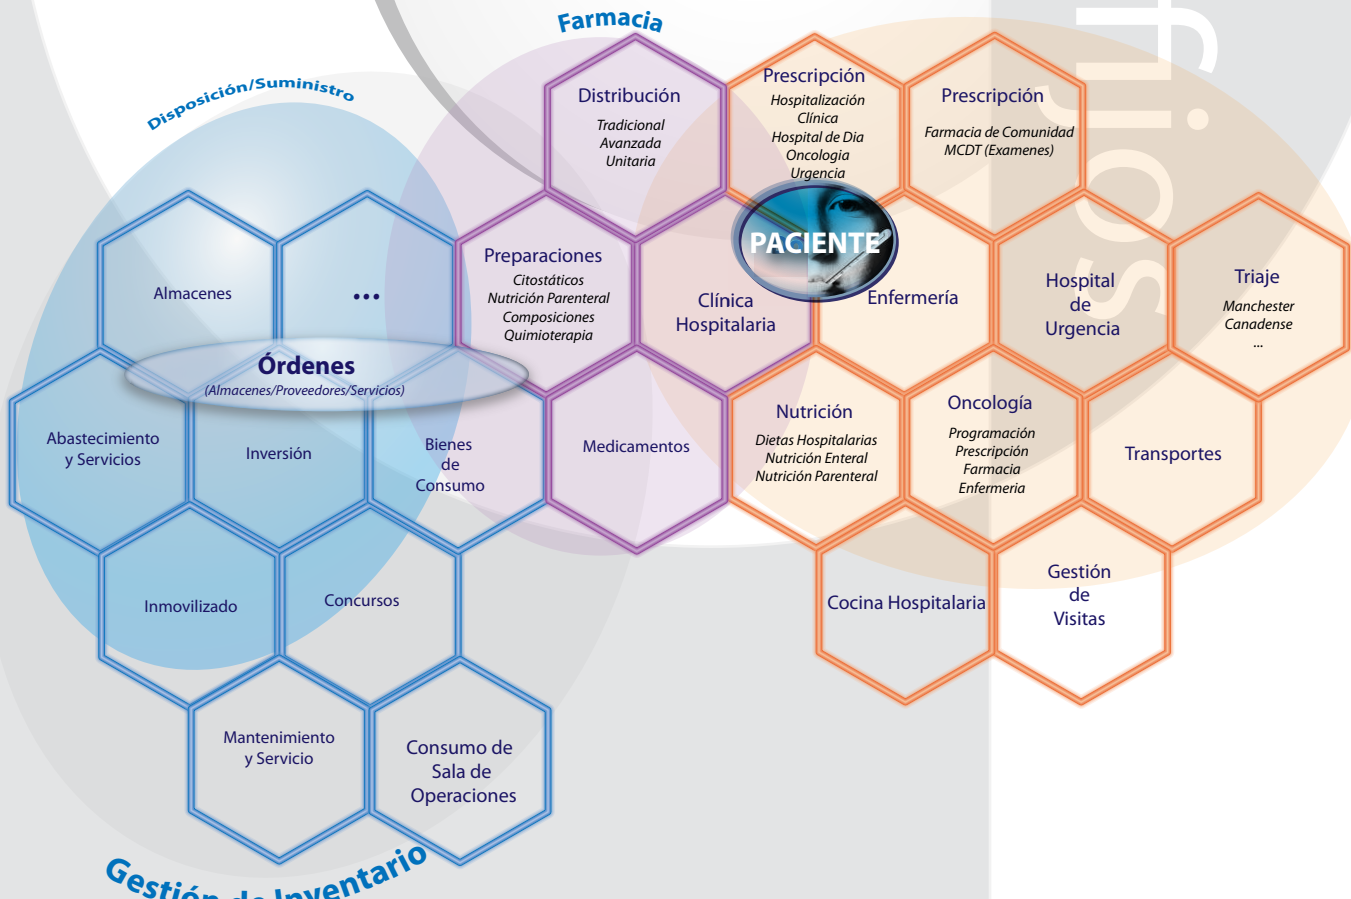 Farmacia
Disposición/Suministro
Distribución
Tradicional
Avanzada
Unitaria
Prescripción
Hospitalización
Clínica
Hospital de Dia
Oncologia
Urgencia
Prescripción
Farmacia de Comunidad
MCDT (Examenes)
fijos
PACIENTE
Almacenes
...
Preparaciones
Citostáticos
Nutrición Parenteral
Composiciones
Quimioterapia
Clínica
Hospitalaria
Enfermería
Hospital
de
Urgencia
Triaje
Manchester
Canadense
...
Órdenes
(Almacenes/Proveedores/Servicios)
Abastecimiento
y Servicios
Inversión
Bienes
de
Consumo
Medicamentos
Nutrición
Dietas Hospitalarias
Nutrición Enteral
Nutrición Parenteral
Oncología
Programación
Prescripción
Farmacia
Enfermeria
Transportes
Inmovilizado
Concursos
Cocina Hospitalaria
Gestión
de
Visitas
Mantenimiento
y Servicio
Consumo de
Sala de
Operaciones
Gestión de Inventario